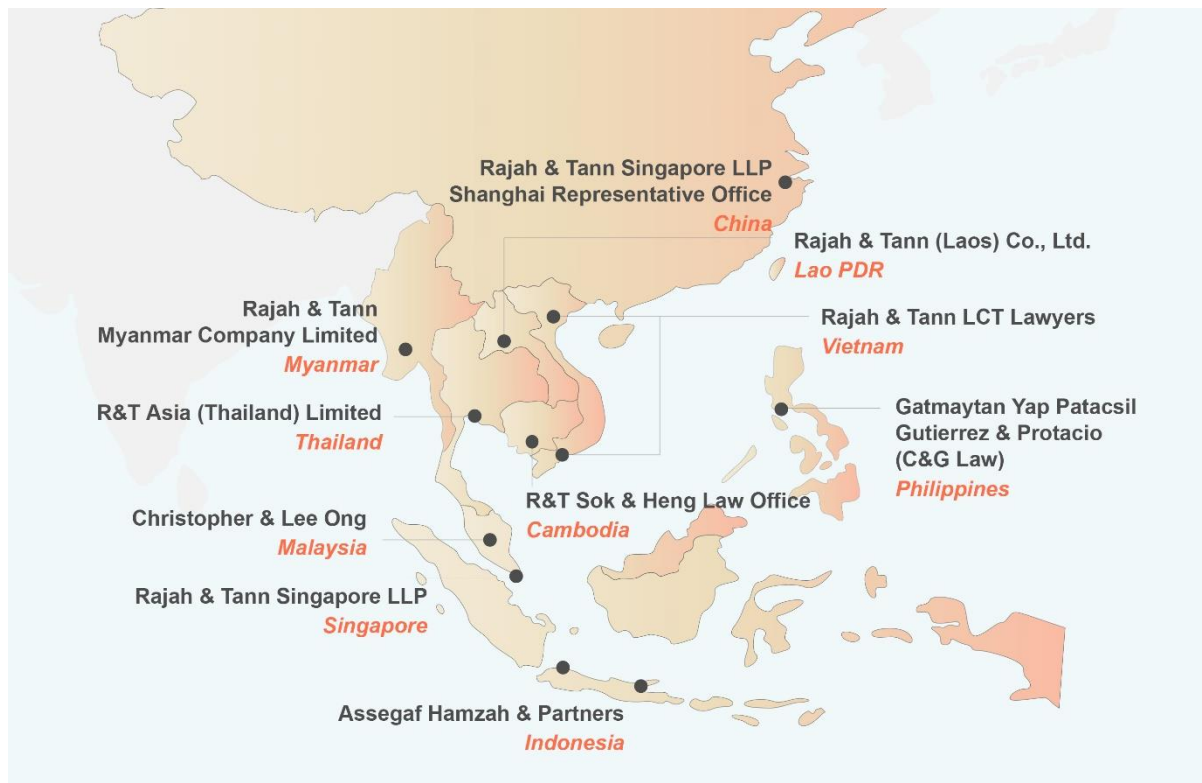 Rajah & Tann Singapore LLP
Shanghai Representative Office
China
Rajah & Tann (Laos) Co., Ltd.
Lao PDR
Rajah & Tann
Myanmar Company Limited
Myanmar
Rajah & Tann LCT Lawyers
Vietnam
R&T Asia (Thailand) Limited
Thailand
Gatmaytan Yap Patacsil
Gutierrez & Protacio
(C&G Law)
Philippines
R&T Sok & Heng Law Office
Cambodia
Christopher & Lee Ong
Malaysia
Rajah & Tann Singapore LLP
Singapore
Assegaf Hamzah & Partners
Indonesia